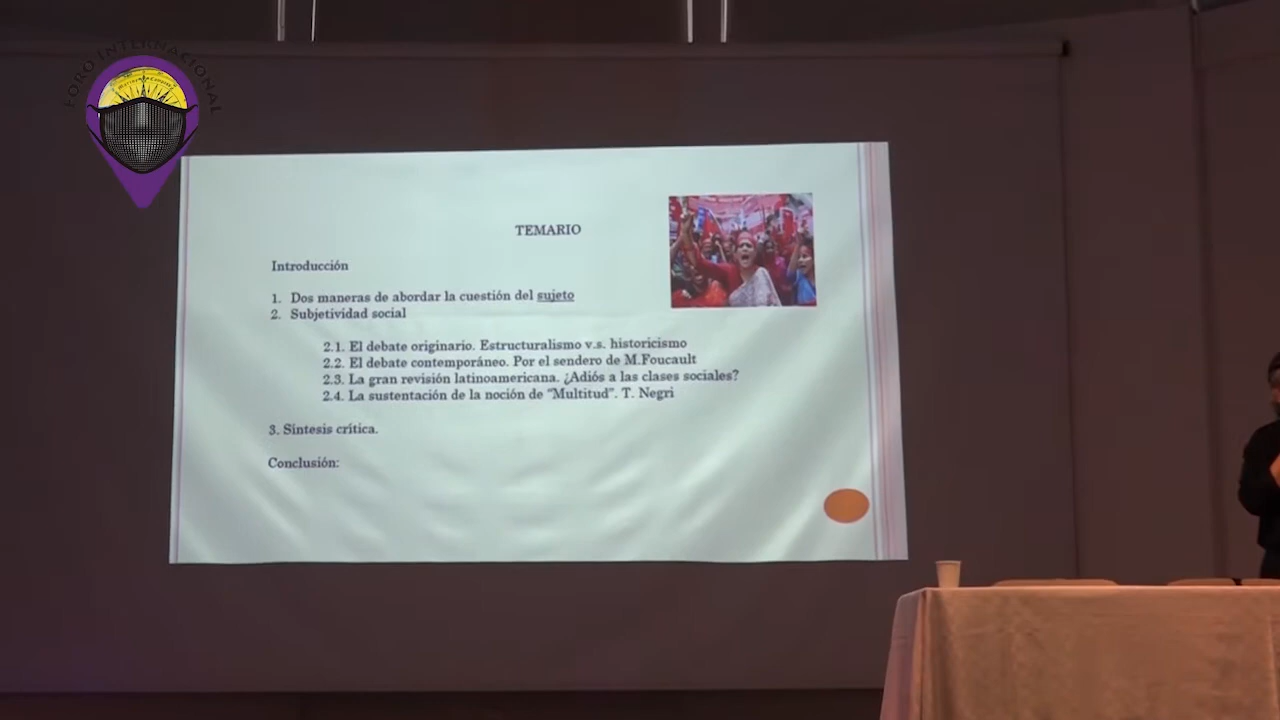 FORO INTERNACIONAL
TEMARIO
Introducción
1. Dos maneras de abordar la cuestión del sujeto
2. Subjetividad social
2.1. El debate originario. Estructuralismo v.s. historicismo
2.2. El debate contemporáneo. Por el sendero de M.Foucault
2.3. La gran revisión latinoamericana. ¿Adiós a las clases sociales?
2.4. La sustentación de la noción de “Multitud”. T. Negri
3. Síntesis crítica.
Conclusión: